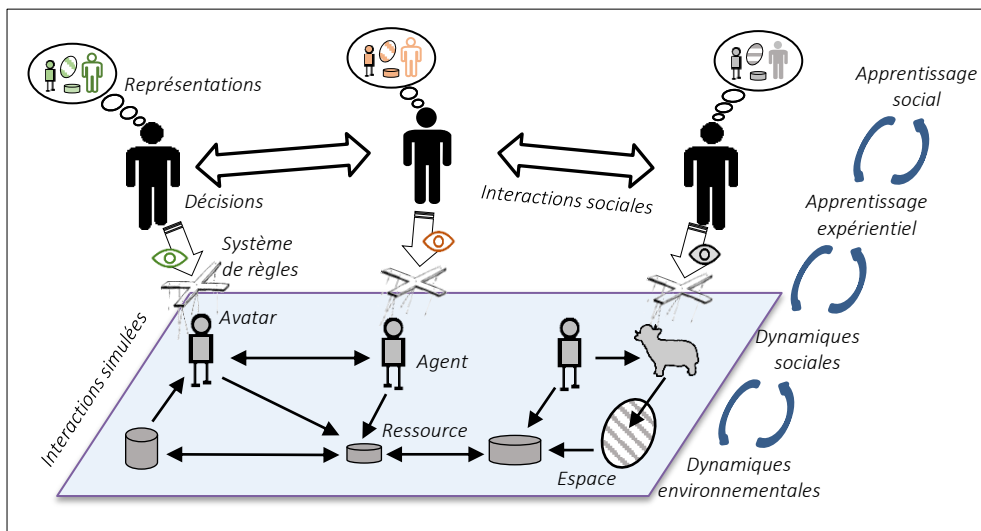 Représentations
Apprentissage
social
Décisions
Interactions sociales
Apprentissage
expérientiel
Système
de règles
Avatar
Agent
Interactions simulées
Dynamiques
sociales
Ressource
Espace
Dynamiques
environnementales